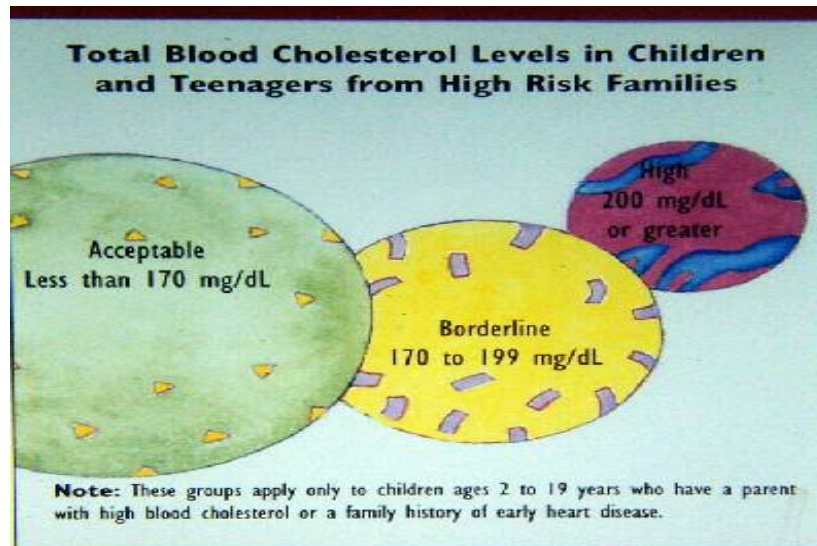 Total Blood Cholesterol Levels in Children
and Teenagers from High Risk Families
High
200 mg/dL
or greater
Acceptable
Less than 170 mg/dL
Borderline
170 to 199 mg/dL
Note: These groups apply only to children ages 2 to 19 years who have a parent
with high blood cholesterol or a family history of early heart disease.